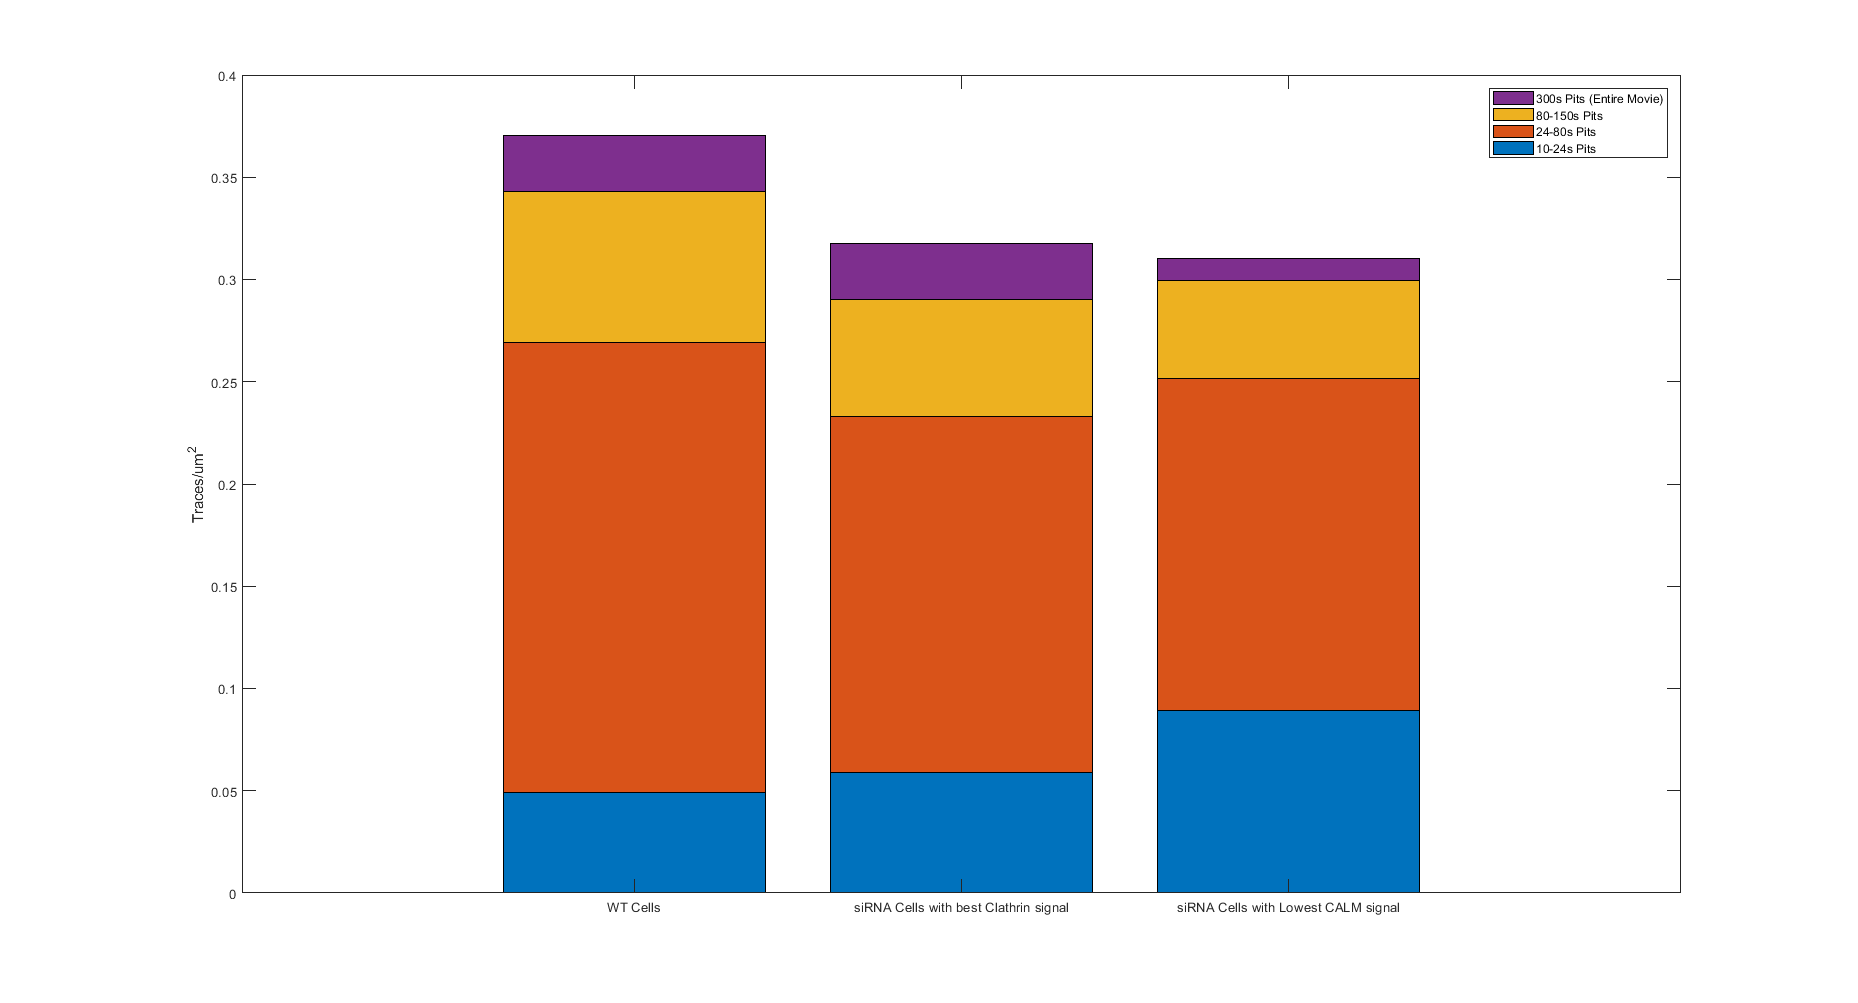 0.4
0.35
0.3
0.25
0.2
0.15
0.1
0.05
0
Traces/um²
300s Pits (Entire Movie)
80-150s Pits
24-80s Pits
10-24s Pits
WT Cells
siRNA Cells with best Clathrin signal
siRNA Cells with Lowest CALM signal